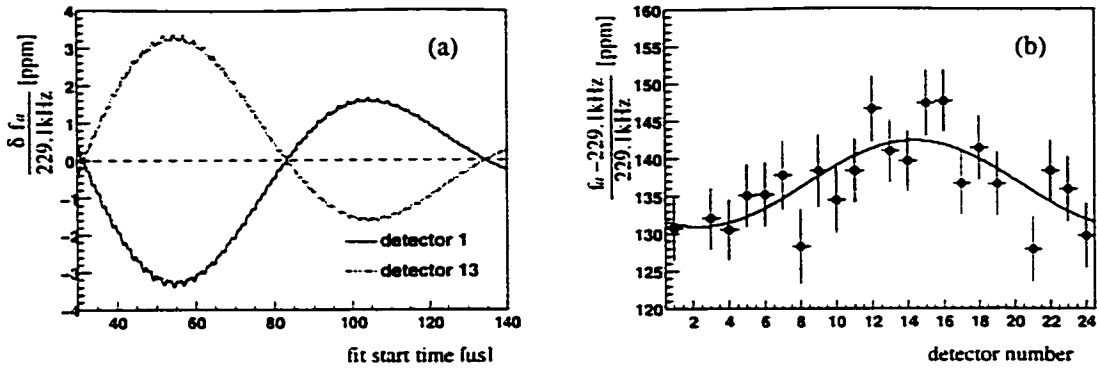 (a)
δ fₐ
229.1kHz
[ppm]
4
3
2
1
0
-1
-2
-3
-4
detector 1
detector 13
40
60
80
100
120
140
fit start time [us]
(b)
fₐ -229.1kHz
229.1kHz
[ppm]
160
155
150
145
140
135
130
125
120
2 4 6 8 10 12 14 16 18 20 22 24
detector number